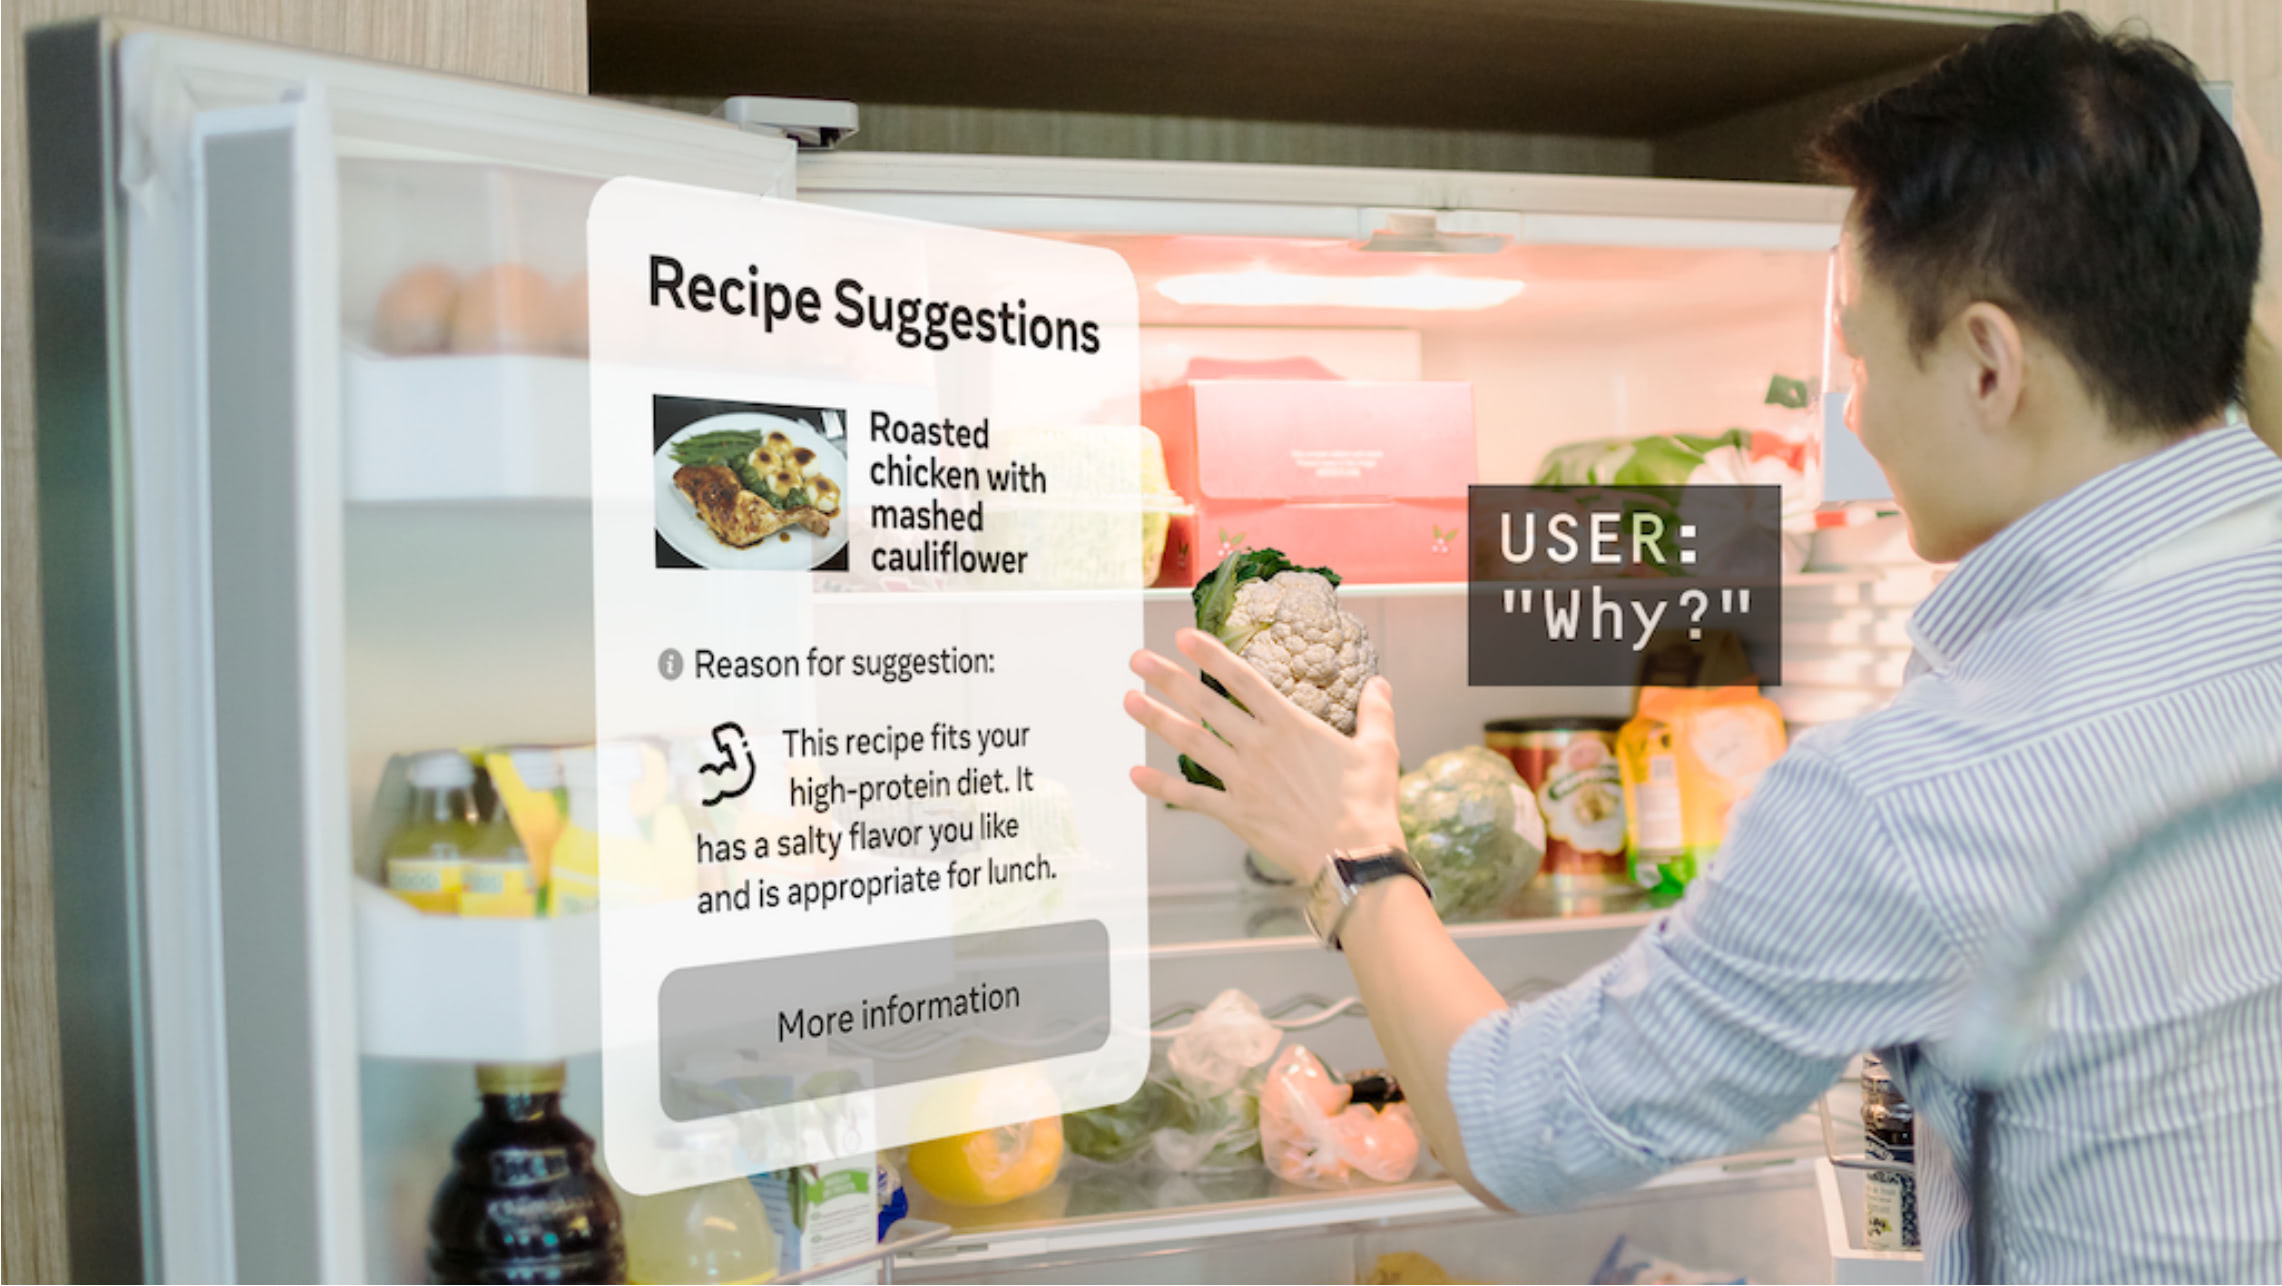 Recipe Suggestions
Roasted
chicken with
mashed
cauliflower
Reason for suggestion:
This recipe fits your
high-protein diet. It
has a salty flavor you like
and is appropriate for lunch.
More information
USER:
"Why?"